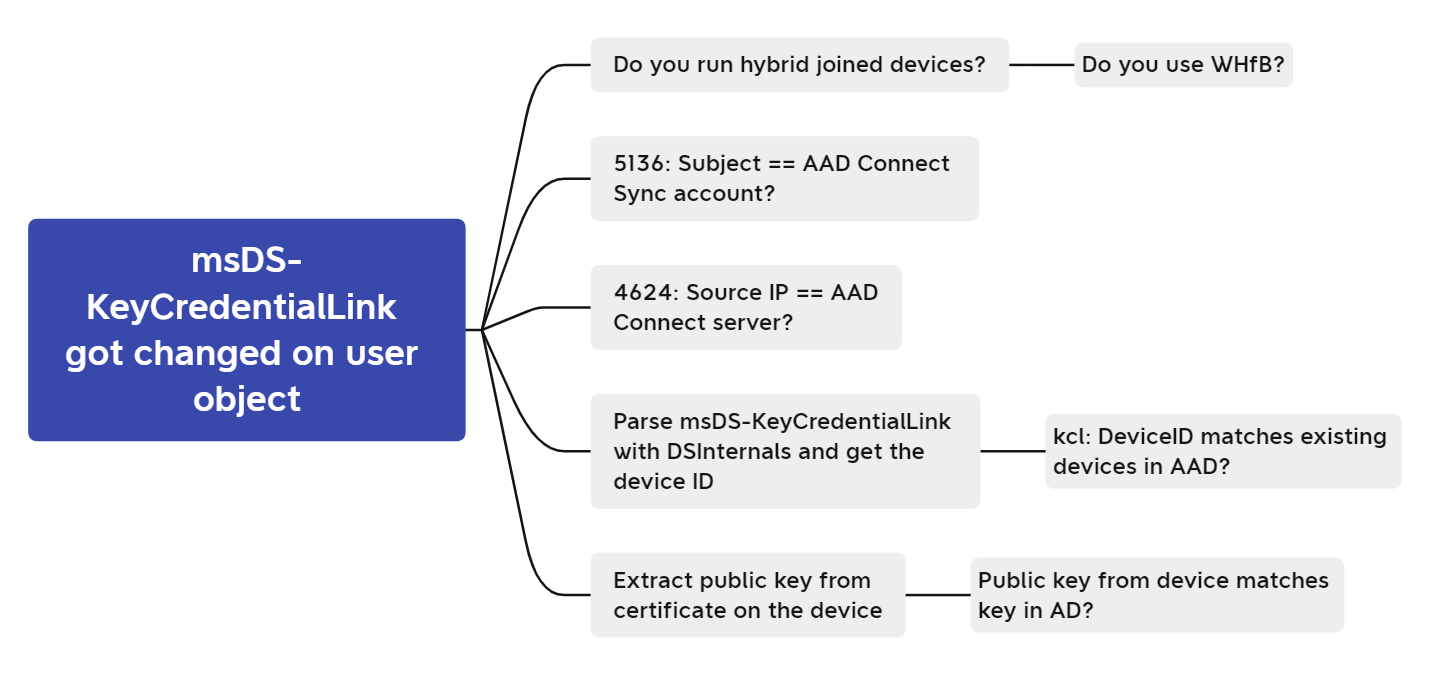 msDS-
KeyCredentialLink
got changed on user
object
Do you run hybrid joined devices?
Do you use WHfB?
5136: Subject == AAD Connect
Sync account?
4624: Source IP == AAD
Connect server?
Parse msDS-KeyCredentialLink
with DSInternals and get the
device ID
kcl: DeviceID matches existing
devices in AAD?
Extract public key from
certificate on the device
Public key from device matches
key in AD?